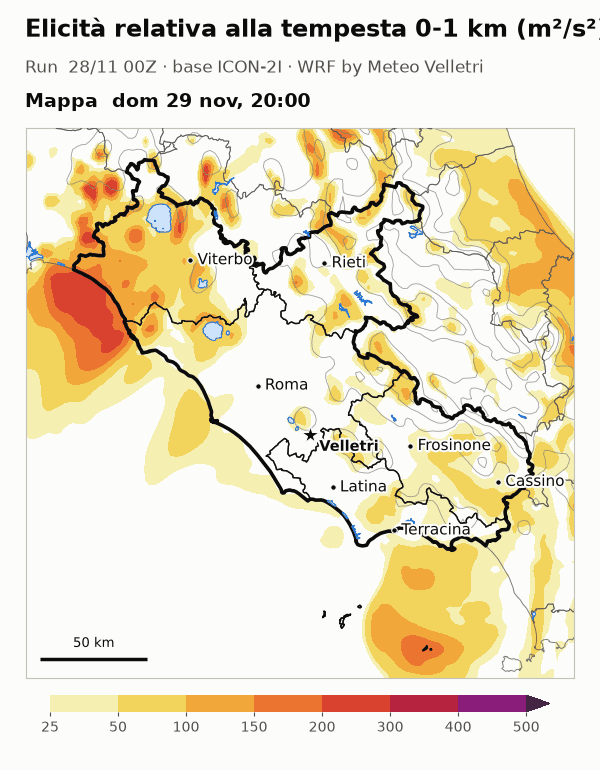 Elicità relativa alla tempesta 0-1 km (m²/s²)
Run 28/11 00Z · base ICON-2I · WRF by Meteo Velletri
Mappa dom 29 nov, 20:00
Viterbo
Rieti
Roma
Velletri
Frosinone
Latina
Cassino
Terracina
50 km
25 50 100 150 200 300 400 500